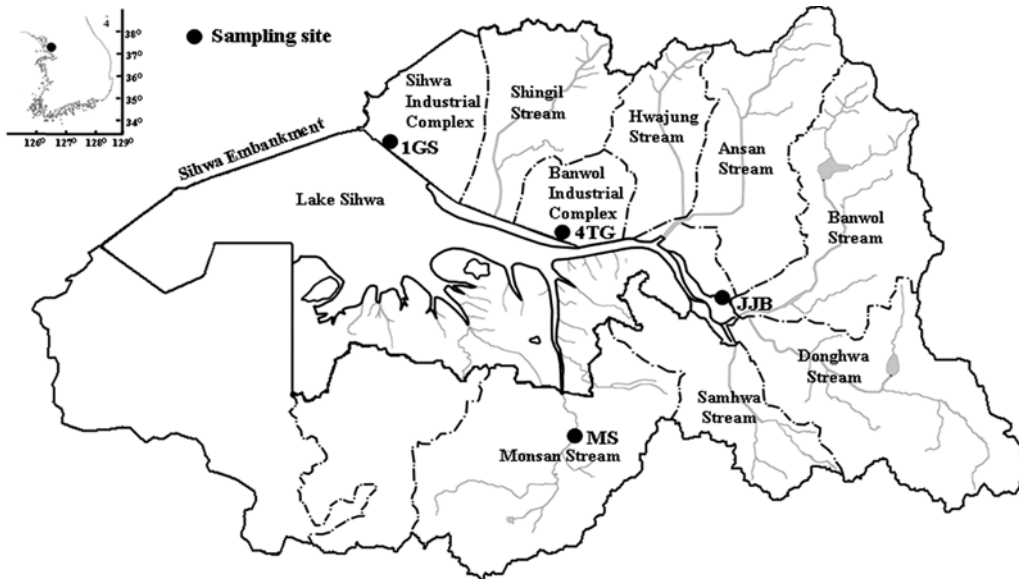 4
38°
37°
36°
35°
34°
33°
126° 127° 128° 129°
Sampling site
Sihwa
Industrial
Complex
Shingil
Stream
Hwajung
Stream
Ansan
Stream
1GS
Sihwa Embankment
Banwol
Industrial
Complex
Lake Sihwa
Banwol
Stream
4TG
JJB
Donghwa
Stream
Samhwa
Stream
MS
Monsan Stream